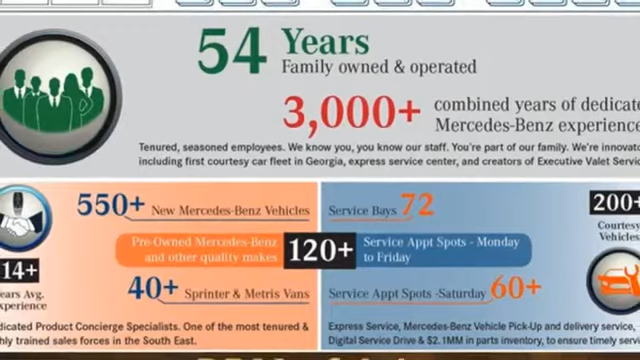 54 Years
Family owned & operated
3,000+ combined years of dedicate
Mercedes-Benz experience
Tenured, seasoned employees. We know you, you know our staff. You're part of our family. We're innovato
including first courtesy car fleet in Georgia, express service center, and creators of Executive Valet Servic
550+ New Mercedes-Benz Vehicles
Pre-Owned Mercedes-Benz
and other quality makes
120+
40+ Sprinter & Metris Vans
14+
ears Avg.
xperience
dicated Product Concierge Specialists. One of the most tenured &
hly trained sales forces in the South East.
Service Bays 72
Service Appt Spots - Monday
to Friday
Service Appt Spots -Saturday 60+
200+
Courtesy
Vehicles
Express Service, Mercedes-Benz Vehicle Pick-Up and delivery service,
Digital Service Drive & $2.1MM in parts inventory, to ensure timely servi